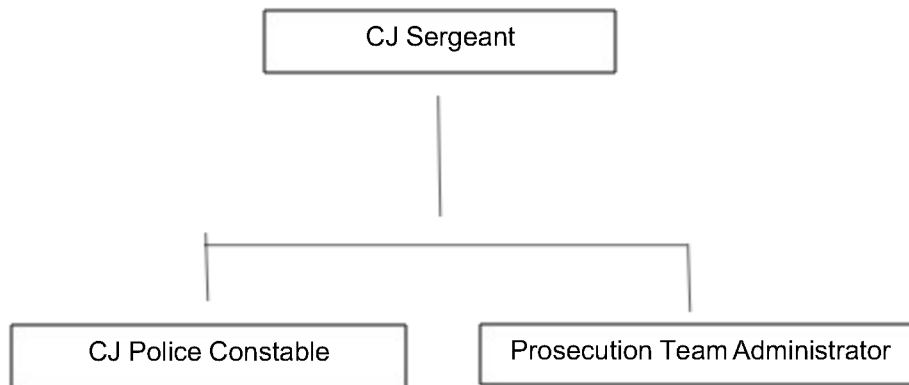 CJ Sergeant
CJ Police Constable
Prosecution Team Administrator